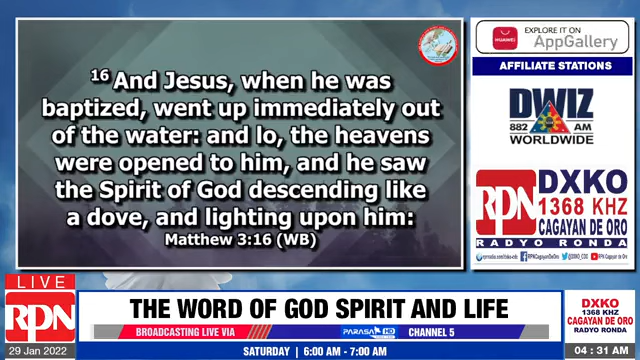 16 And Jesus, when he was
baptized, went up immediately out
of the water: and lo, the heavens
were opened to him, and he saw
the Spirit of God descending like
a dove, and lighting upon him:
Matthew 3:16 (WB)
HUAWEI
EXPLORE IT ON
AppGallery
AFFILIATE STATIONS
DWIZ
882 AM
WORLDWIDE
RPN
DXKO
1368 KHZ
CAGAYAN DE ORO
RADYO RONDA
LIVE
RPN
29 Jan 2022
THE WORD OF GOD SPIRIT AND LIFE
BROADCASTING LIVE VIA
PARASAT HD
CHANNEL 5
SATURDAY | 6:00 AM - 7:00 AM
DXKO
1368 KHZ
CAGAYAN DE ORO
RADYO RONDA
04 : 31 AM